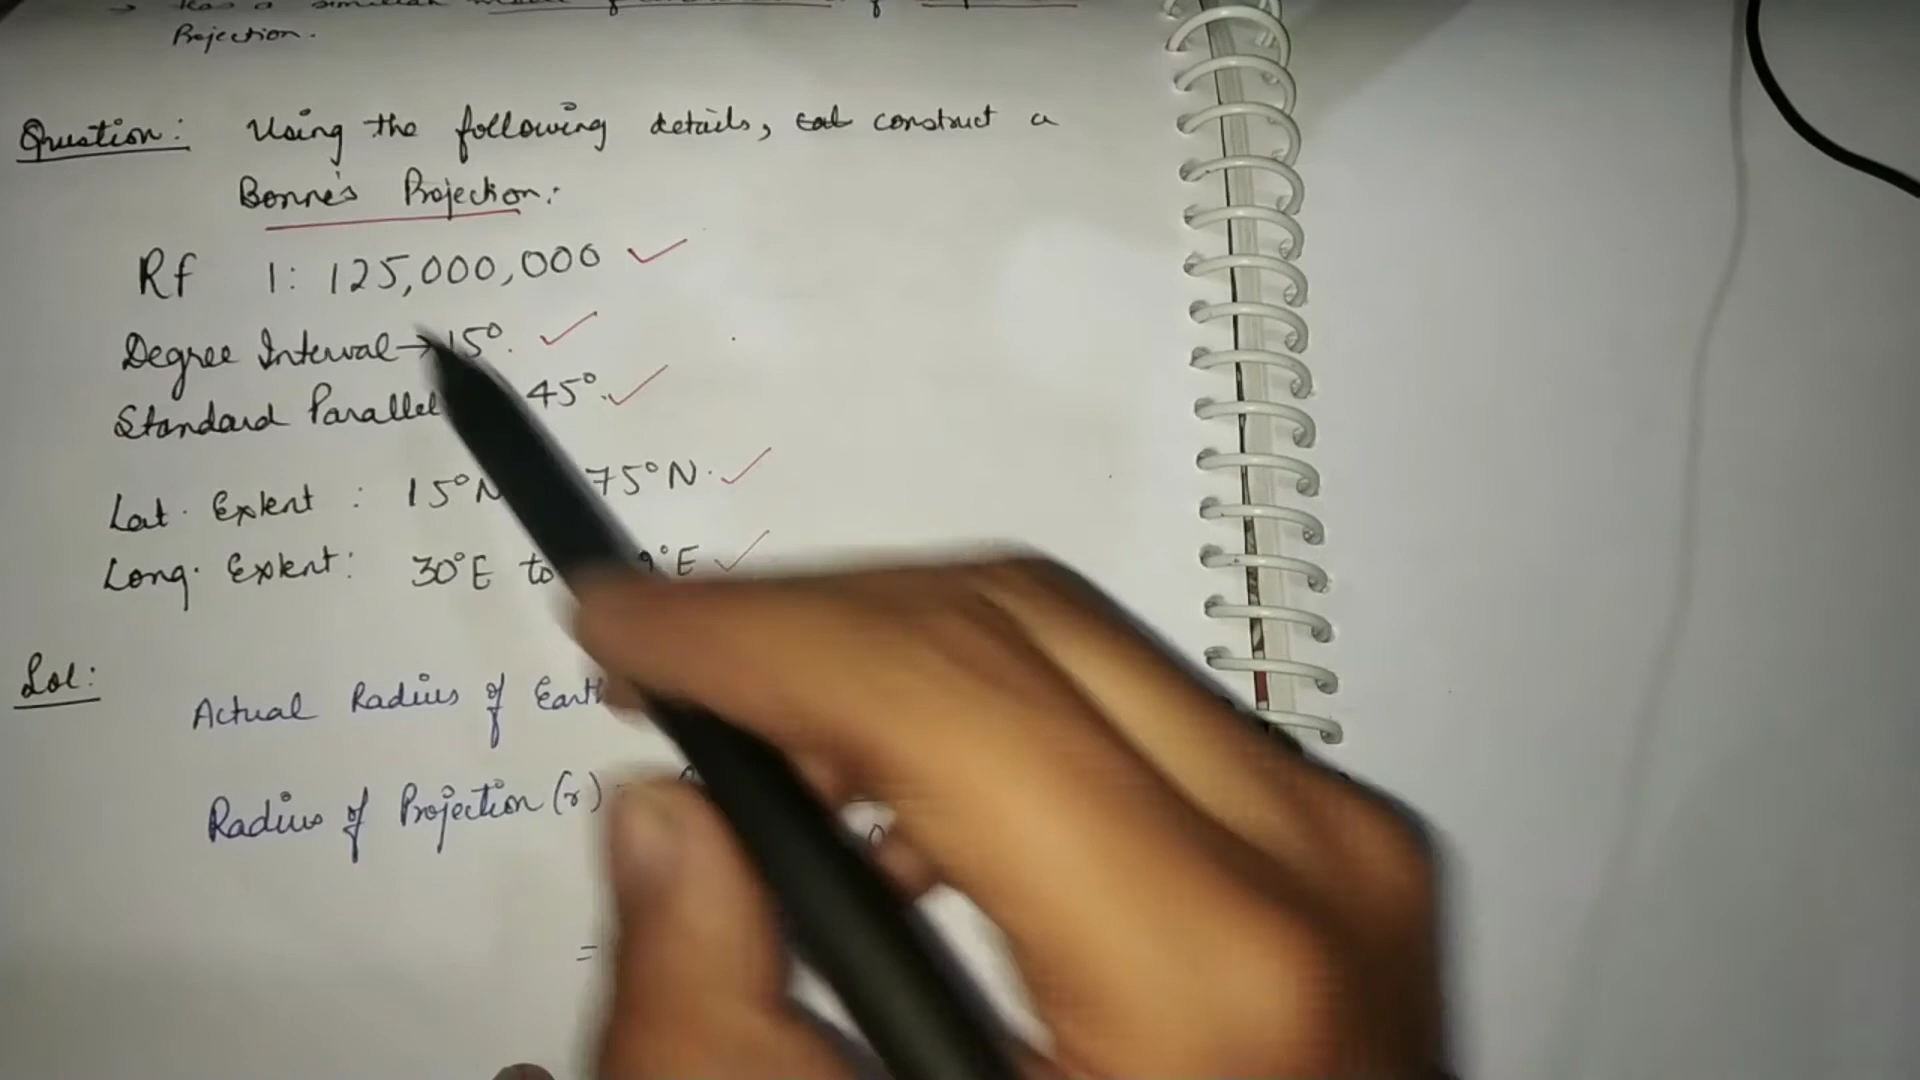 Projection.
Question: Using the following details, construct a
Bonne's Projection:
Rf 1: 125,000,000
Degree Interval → 15°.
Standard Parallel 45°.
Lat. Extent : 15°N 75°N.
Long. Extent: 30°E to 9°E
Sol:
Actual Radius of Earth
Radius of Projection (r)
=